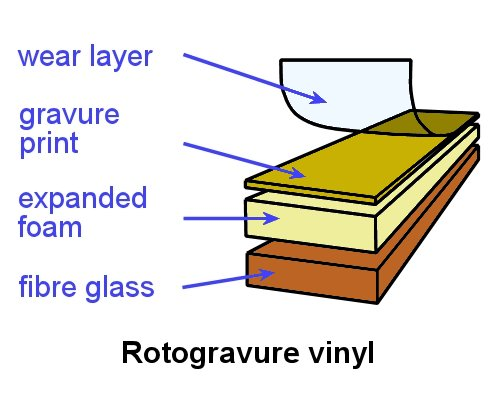 wear layer
gravure
print
expanded
foam
fibre glass
Rotogravure vinyl